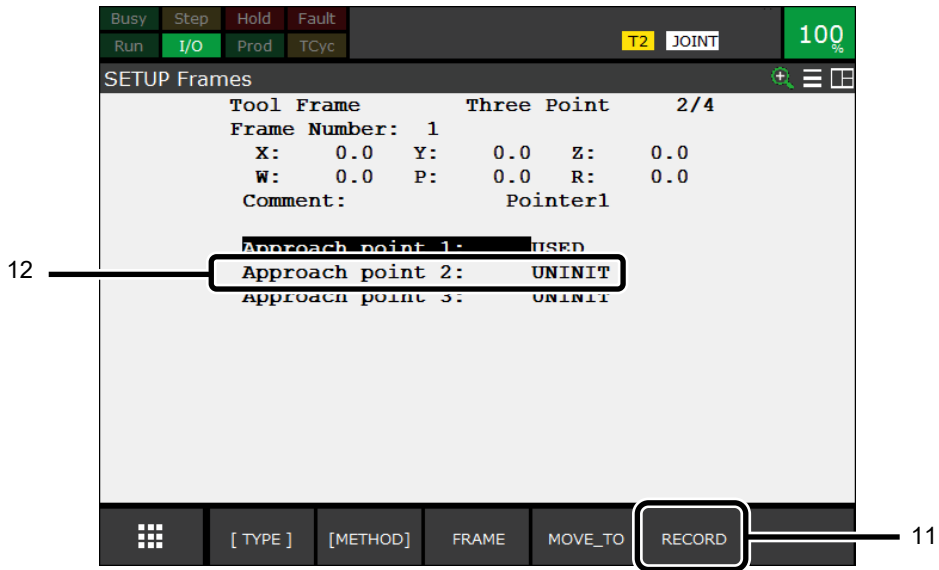 Busy Step Hold Fault
Run I/O Prod TCyc T2 JOINT 100%
SETUP Frames
Tool Frame Three Point 2/4
Frame Number: 1
X: 0.0 Y: 0.0 Z: 0.0
W: 0.0 P: 0.0 R: 0.0
Comment: Pointer1
Approach point 1: USED
12
Approach point 2: UNINIT
Approach point 3: UNINIT
[ TYPE ] [METHOD] FRAME MOVE_TO RECORD
11